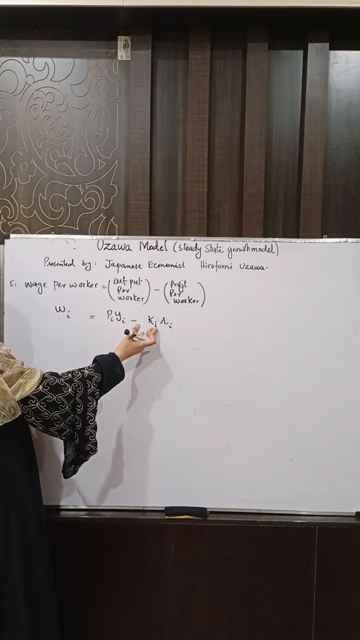 Uzawa Model (steady state growth model)
Presented by: Japanese Economist Hirofumi Uzawa.
5. Wage per worker = (output per worker) - (profit per worker)
Wi = Piyi - Kiri